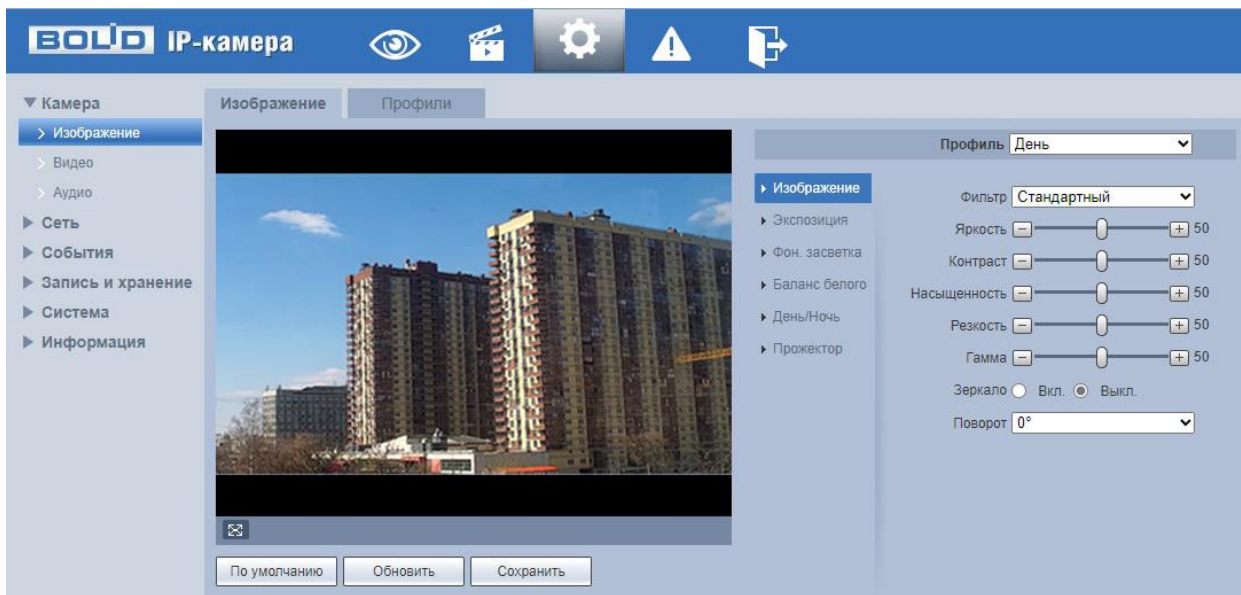 BOLID IP-камера
Камера
Изображение
Видео
Аудио
Сеть
События
Запись и хранение
Система
Информация
Изображение Профили
Профиль День
Изображение
Экспозиция
Фон. засветка
Баланс белого
День/Ночь
Прожектор
Фильтр Стандартный
Яркость 50
Контраст 50
Насыщенность 50
Резкость 50
Гамма 50
Зеркало Вкл. Выкл.
Поворот 0°
По умолчанию Обновить Сохранить